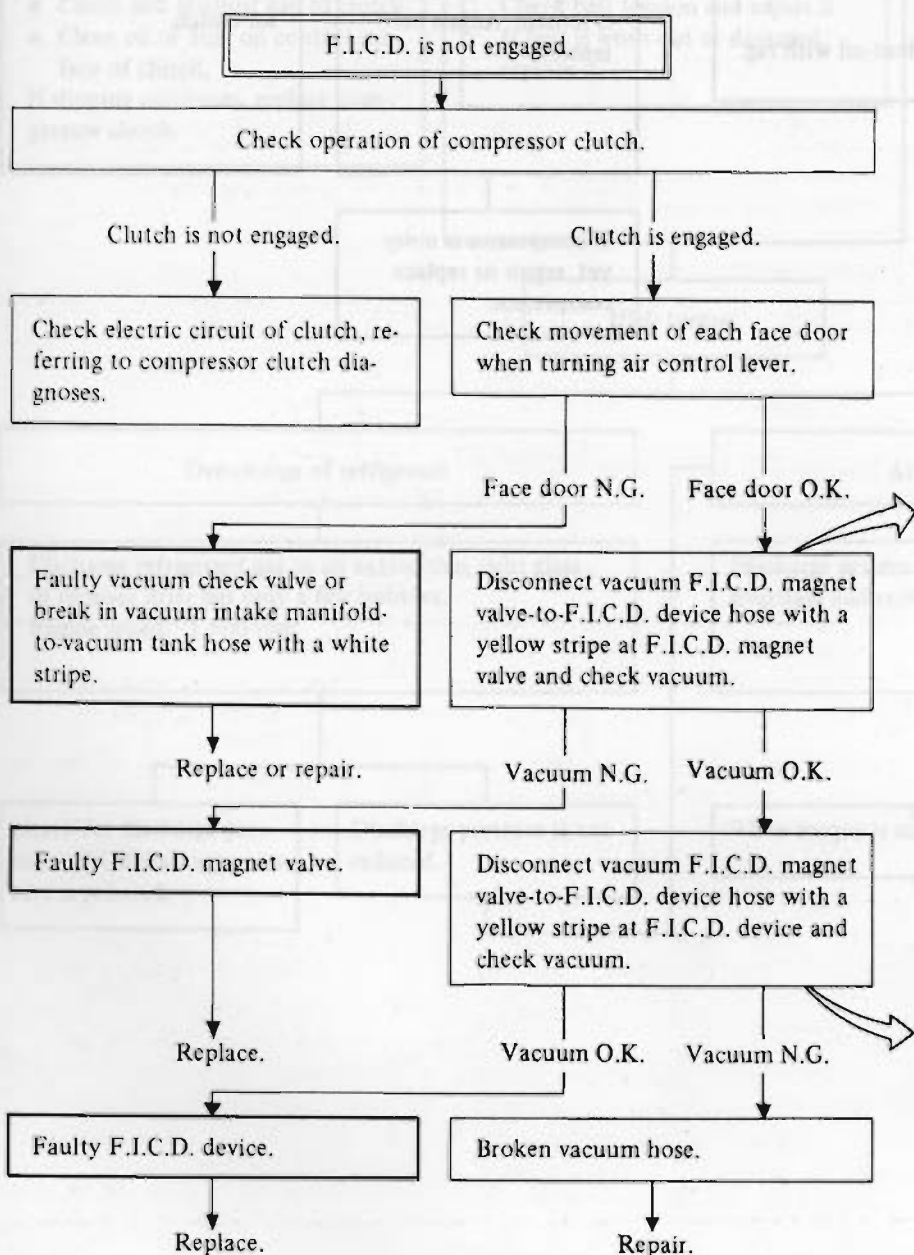 F.I.C.D. is not engaged.
Check operation of compressor clutch.
Clutch is not engaged.
Clutch is engaged.
Check electric circuit of clutch, re-
ferring to compressor clutch dia-
gnoses.
Check movement of each face door
when turning air control lever.
Face door N.G.
Face door O.K.
Faulty vacuum check valve or
break in vacuum intake manifold-
to-vacuum tank hose with a white
stripe.
Disconnect vacuum F.I.C.D. magnet
valve-to-F.I.C.D. device hose with a
yellow stripe at F.I.C.D. magnet
valve and check vacuum.
Replace or repair.
Vacuum N.G.
Vacuum O.K.
Faulty F.I.C.D. magnet valve.
Disconnect vacuum F.I.C.D. magnet
valve-to-F.I.C.D. device hose with a
yellow stripe at F.I.C.D. device and
check vacuum.
Replace.
Vacuum O.K.
Vacuum N.G.
Faulty F.I.C.D. device.
Broken vacuum hose.
Replace.
Repair.